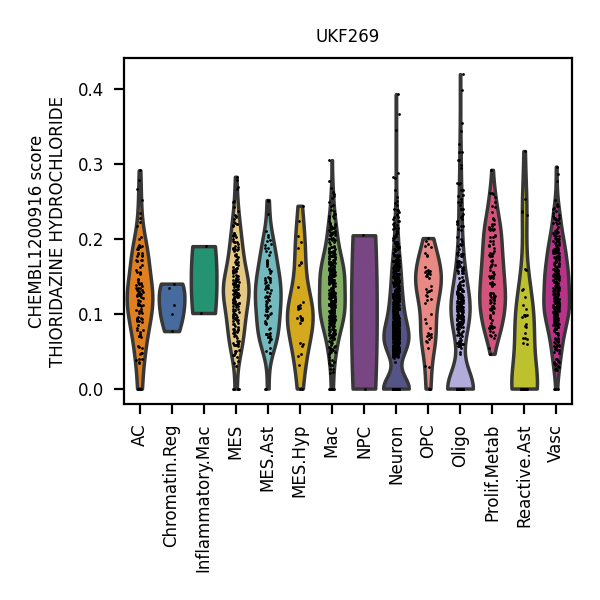 UKF269
CHEMBL1200916 score
THIORIDAZINE HYDROCHLORIDE
0.4
0.3
0.2
0.1
0.0
AC
Chromatin.Reg
Inflammatory.Mac
MES
MES.Ast
MES.Hyp
Mac
NPC
Neuron
OPC
Oligo
Prolif.Metab
Reactive.Ast
Vasc